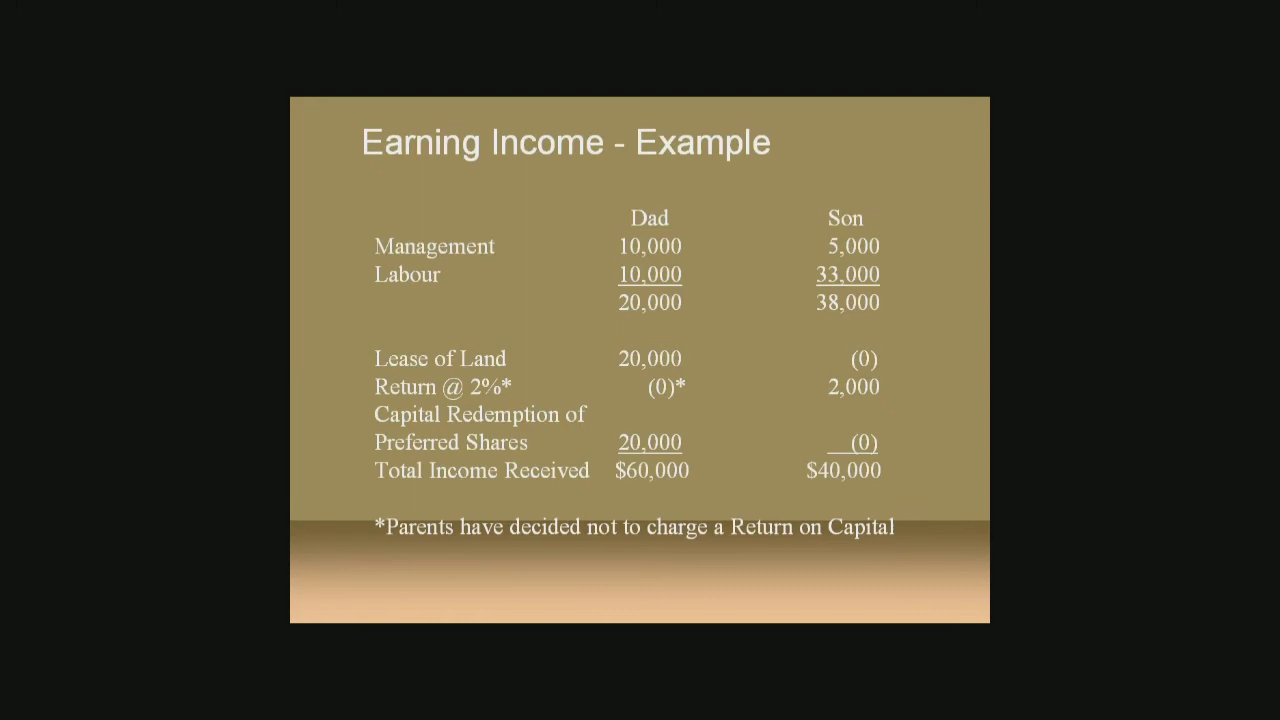 Earning Income - Example
Dad Son
Management 10,000 5,000
Labour 10,000 33,000
20,000 38,000
Lease of Land 20,000 (0)
Return @ 2%* (0)* 2,000
Capital Redemption of
Preferred Shares 20,000 (0)
Total Income Received $60,000 $40,000
*Parents have decided not to charge a Return on Capital